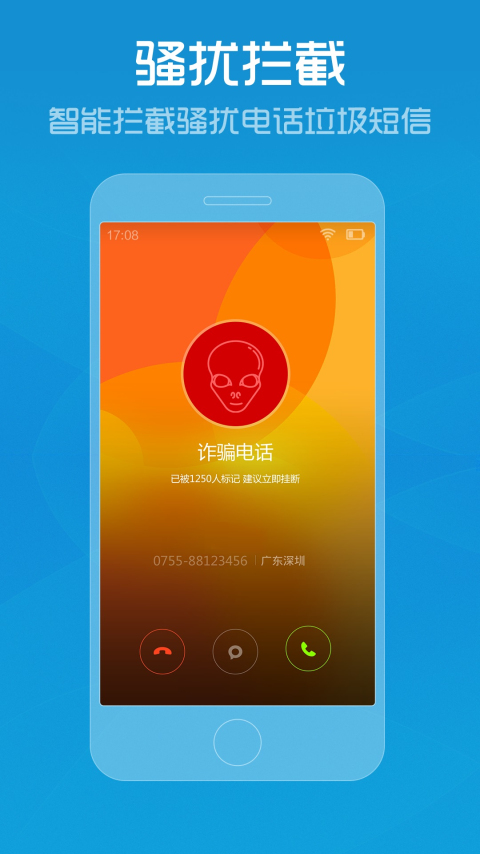 骚扰拦截
智能拦截骚扰电话垃圾短信
17:08
诈骗电话
已被1250人标记 建议立即挂断
0755-88123456 | 广东深圳